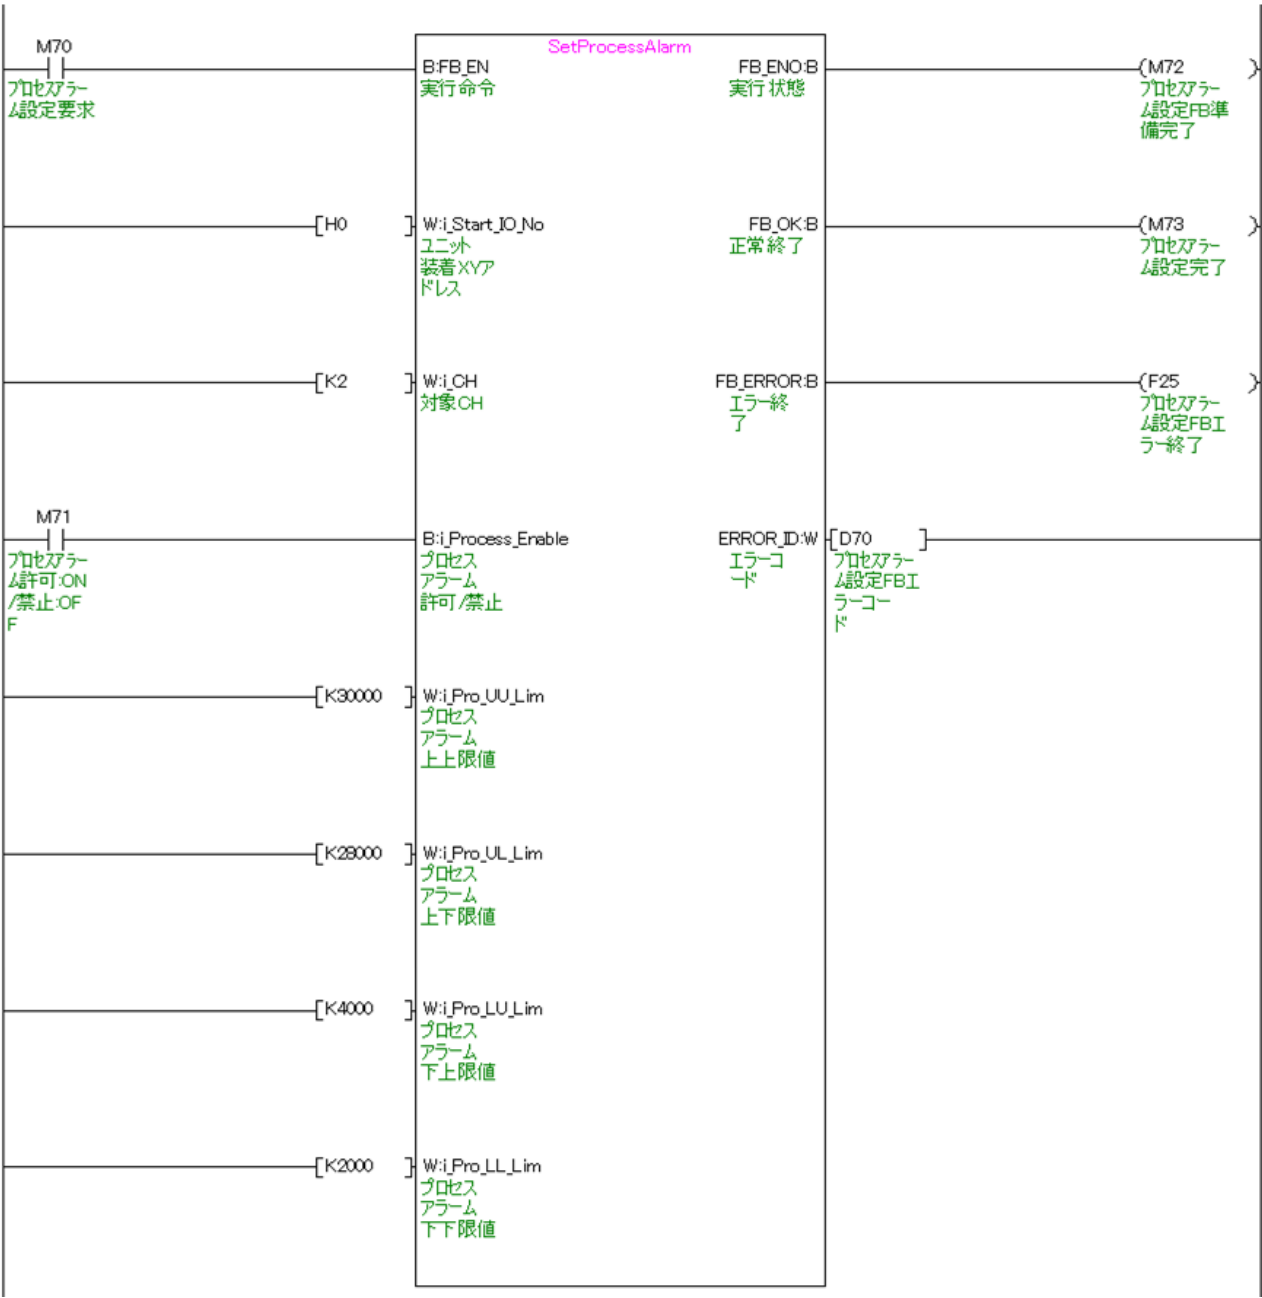 SetProcessAlarm
M70
プロセスアラー
ム設定要求
B:FB_EN
実行命令
FB_ENO:B
実行状態
(M72 )
プロセスアラー
ム設定FB準
備完了
[H0 ]
W:i_Start_IO_No
ユニット
装着XYア
ドレス
FB_OK:B
正常終了
(M73 )
プロセスアラー
ム設定完了
[K2 ]
W:i_CH
対象CH
FB_ERROR:B
エラー終
了
(F25 )
プロセスアラー
ム設定FBエ
ラー終了
M71
プロセスアラー
ム許可:ON
/禁止:OF
F
B:i_Process_Enable
プロセス
アラーム
許可/禁止
ERROR_ID:W
エラーコ
ード
[D70 ]
プロセスアラー
ム設定FBエ
ラーコー
ド
[K30000 ]
W:i_Pro_UU_Lim
プロセス
アラーム
上上限値
[K28000 ]
W:i_Pro_UL_Lim
プロセス
アラーム
上下限値
[K4000 ]
W:i_Pro_LU_Lim
プロセス
アラーム
下上限値
[K2000 ]
W:i_Pro_LL_Lim
プロセス
アラーム
下下限値